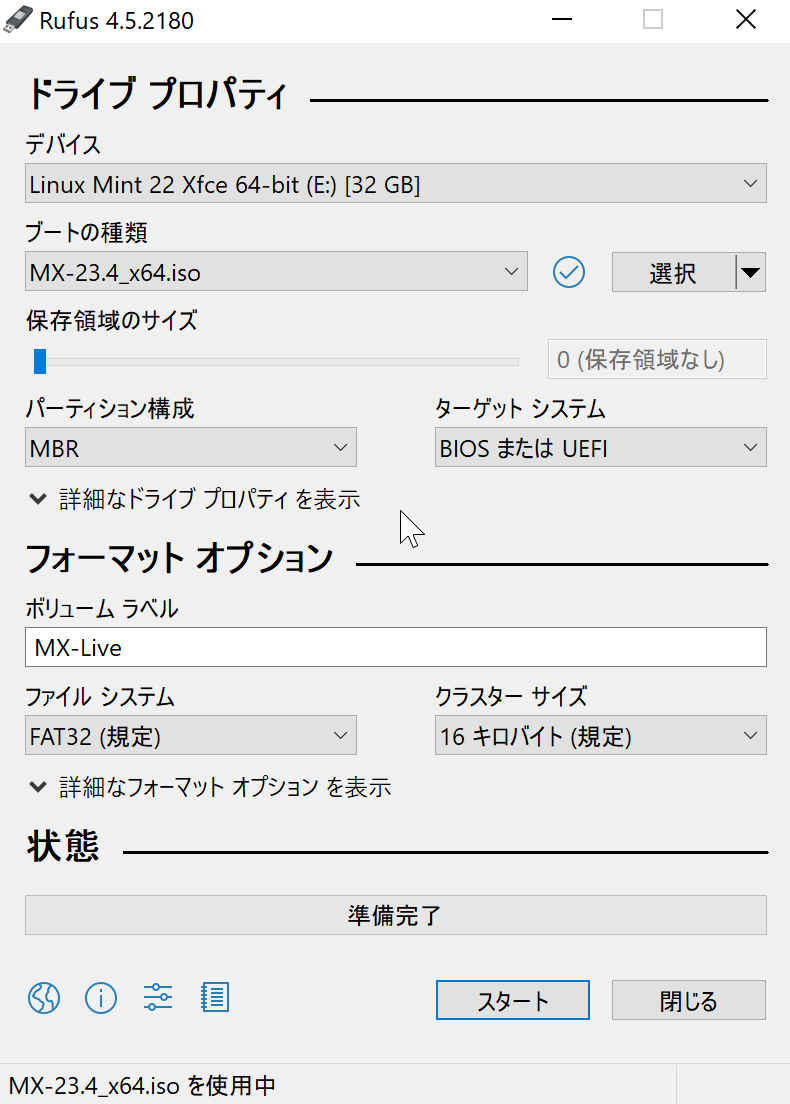 Rufus 4.5.2180
ドライブ プロパティ
デバイス
Linux Mint 22 Xfce 64-bit (E:) [32 GB]
ブートの種類
MX-23.4_x64.iso
選択
保存領域のサイズ
0 (保存領域なし)
パーティション構成
ターゲット システム
MBR
BIOS または UEFI
詳細なドライブ プロパティを表示
フォーマット オプション
ボリューム ラベル
MX-Live
ファイル システム
クラスター サイズ
FAT32 (規定)
16 キロバイト (規定)
詳細なフォーマット オプション を表示
状態
準備完了
スタート
閉じる
MX-23.4_x64.iso を使用中